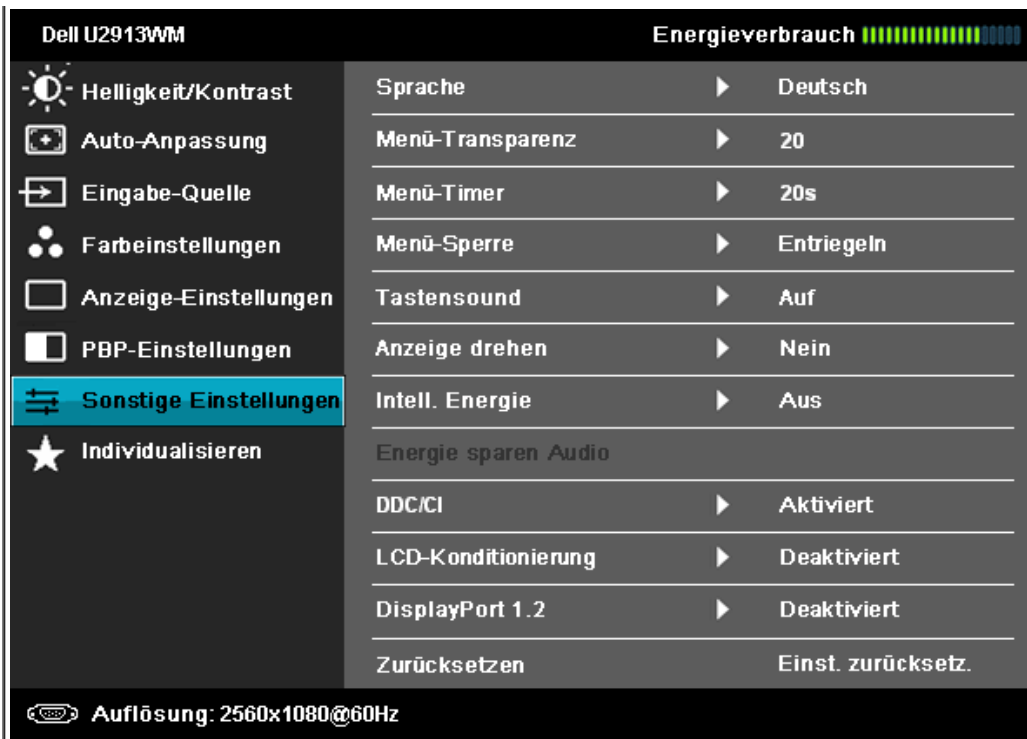 Dell U2913WM
Energieverbrauch
Helligkeit/Kontrast
Auto-Anpassung
Eingabe-Quelle
Farbeinstellungen
Anzeige-Einstellungen
PBP-Einstellungen
Sonstige Einstellungen
Individualisieren
Sprache Deutsch
Menü-Transparenz 20
Menü-Timer 20s
Menü-Sperre Entriegeln
Tastensound Auf
Anzeige drehen Nein
Intell. Energie Aus
Energie sparen Audio
DDC/CI Aktiviert
LCD-Konditionierung Deaktiviert
DisplayPort 1.2 Deaktiviert
Zurücksetzen Einst. zurücksetz.
Auflösung: 2560x1080@60Hz